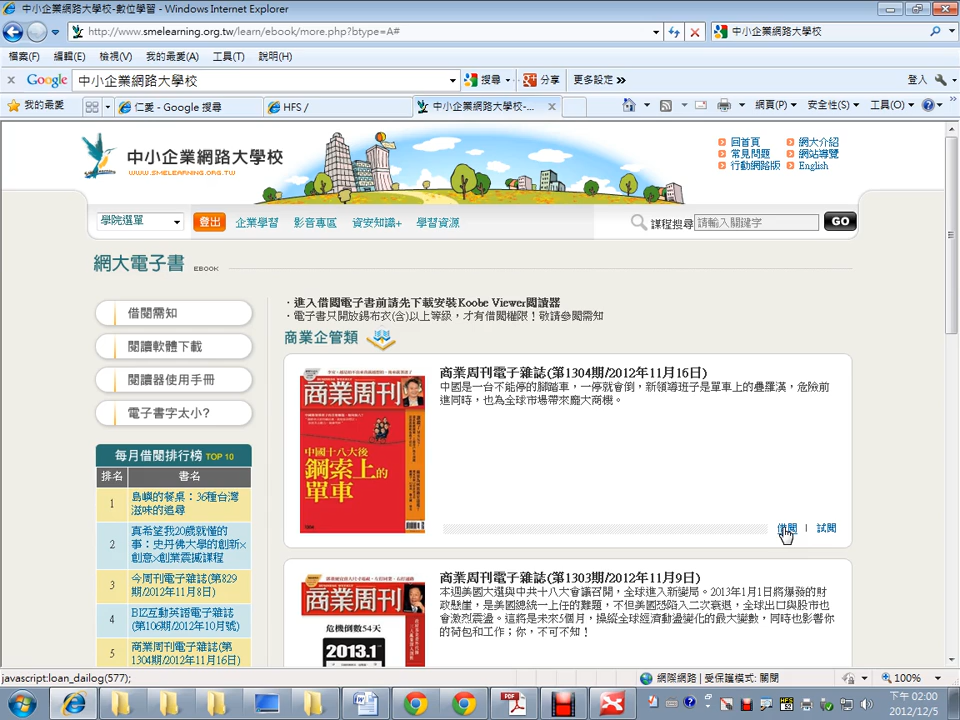 中小企業網路大學校-數位學習 - Windows Internet Explorer
http://www.smelearning.org.tw/learn/ebook/more.php?btype=A#
中小企業網路大學校
檔案(F) 編輯(E) 檢視(V) 我的最愛(A) 工具(T) 說明(H)
Google 中小企業網路大學校 搜尋 分享 更多設定 » 登入
我的最愛 仁愛 - Google 搜尋 HFS / 中小企業網路大學校-... 網頁(P) 安全性(S) 工具(O)
中小企業網路大學校
WWW.SMELEARNING.ORG.TW
回首頁 網大介紹
常見問題 網站導覽
行動網路版 English
學院選單 登出 企業學習 影音專區 資安知識+ 學習資源 課程搜尋 請輸入關鍵字 GO
網大電子書 EBOOK
借閱需知
閱讀軟體下載
閱讀器使用手冊
電子書字太小?
每月借閱排行榜 TOP 10
排名 書名
1 島嶼的餐桌：36種台灣
滋味的追尋
2 真希望我20歲就懂的
事：史丹佛大學的創新×
創意×創業震撼課程
3 今周刊電子雜誌(第829
期/2012年11月8日)
4 BIZ互動英語電子雜誌
(第106期/2012年10月號)
5 商業周刊電子雜誌(第
1304期/2012年11月16日)
‧進入借閱電子書前請先下載安裝Koobe Viewer閱讀器
‧電子書只開放錫布衣(含)以上等級，才有借閱權限！敬請參閱需知
商業企管類
商業周刊
中國十八大後
鋼索上的
單車
商業周刊電子雜誌(第1304期/2012年11月16日)
中國是一台不能停的腳踏車，一停就會倒，新領導班子是單車上的疊羅漢，危險前
進同時，也為全球市場帶來龐大商機。
借閱 | 試閱
商業周刊
危機倒數54天
2013.1
商業周刊電子雜誌(第1303期/2012年11月9日)
本週美國大選與中共十八大會議召開，全球進入新變局。2013年1月1日將爆發的財
政懸崖，是美國總統一上任的難題，不但美國恐陷入二次衰退，全球出口與股市也
會激烈震盪。這將是未來5個月，操縱全球經濟動盪變化的最大變數，同時也影響你
的荷包和工作；你，不可不知！
javascript:loan_dailog(577); 網際網路 | 受保護模式: 關閉 100%
下午 02:00
2012/12/5